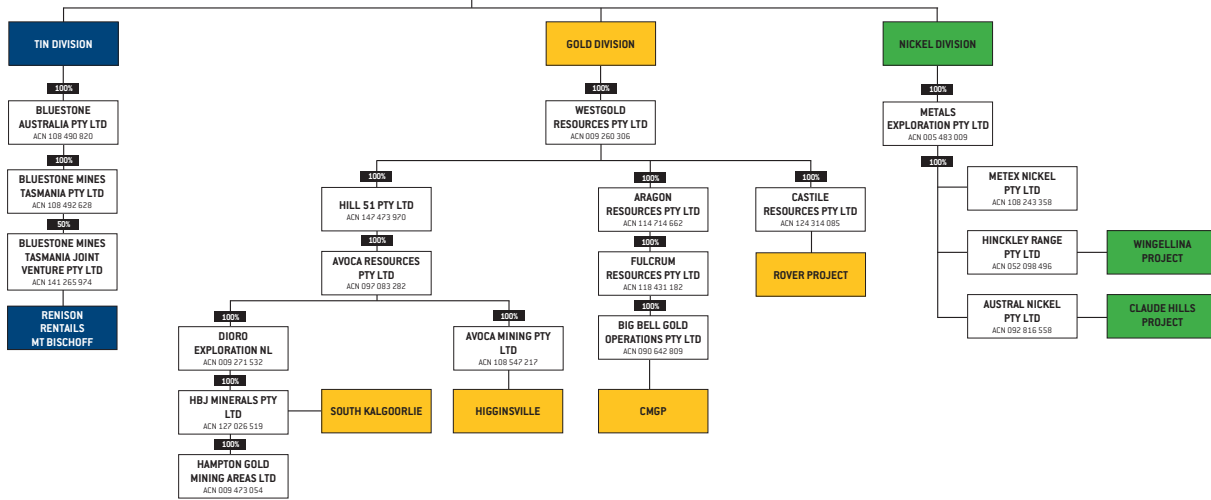 TIN DIVISION
100%
BLUESTONE
AUSTRALIA PTY LTD
ACN 108 490 820
100%
BLUESTONE MINES
TASMANIA PTY LTD
ACN 108 492 628
50%
BLUESTONE MINES
TASMANIA JOINT
VENTURE PTY LTD
ACN 141 265 974
RENISON
RENTAILS
MT BISCHOFF
GOLD DIVISION
100%
WESTGOLD
RESOURCES PTY LTD
ACN 009 260 306
100%
HILL 51 PTY LTD
ACN 147 473 970
100%
AVOCA RESOURCES
PTY LTD
ACN 097 083 282
100%
DIORO
EXPLORATION NL
ACN 009 271 532
100%
HBJ MINERALS PTY
LTD
ACN 127 026 519
SOUTH KALGOORLIE
100%
HAMPTON GOLD
MINING AREAS LTD
ACN 009 473 054
100%
AVOCA MINING PTY
LTD
ACN 108 547 217
HIGGINSVILLE
100%
ARAGON
RESOURCES PTY LTD
ACN 114 714 662
100%
FULCRUM
RESOURCES PTY LTD
ACN 118 431 182
100%
BIG BELL GOLD
OPERATIONS PTY LTD
ACN 090 642 809
CMGP
100%
CASTILE
RESOURCES PTY LTD
ACN 124 314 085
ROVER PROJECT
NICKEL DIVISION
100%
METALS
EXPLORATION PTY LTD
ACN 005 483 009
100%
METEX NICKEL
PTY LTD
ACN 108 243 358
HINCKLEY RANGE
PTY LTD
ACN 052 098 496
WINGELLINA
PROJECT
AUSTRAL NICKEL
PTY LTD
ACN 092 816 558
CLAUDE HILLS
PROJECT